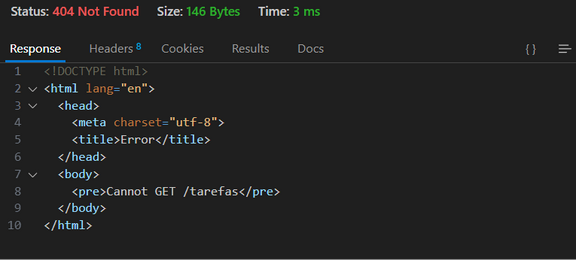 Status: 404 Not Found Size: 146 Bytes Time: 3 ms
Response Headers 8 Cookies Results Docs {}
1 <!DOCTYPE html>
2 <html lang="en">
3 <head>
4 <meta charset="utf-8">
5 <title>Error</title>
6 </head>
7 <body>
8 <pre>Cannot GET /tarefas</pre>
9 </body>
10 </html>